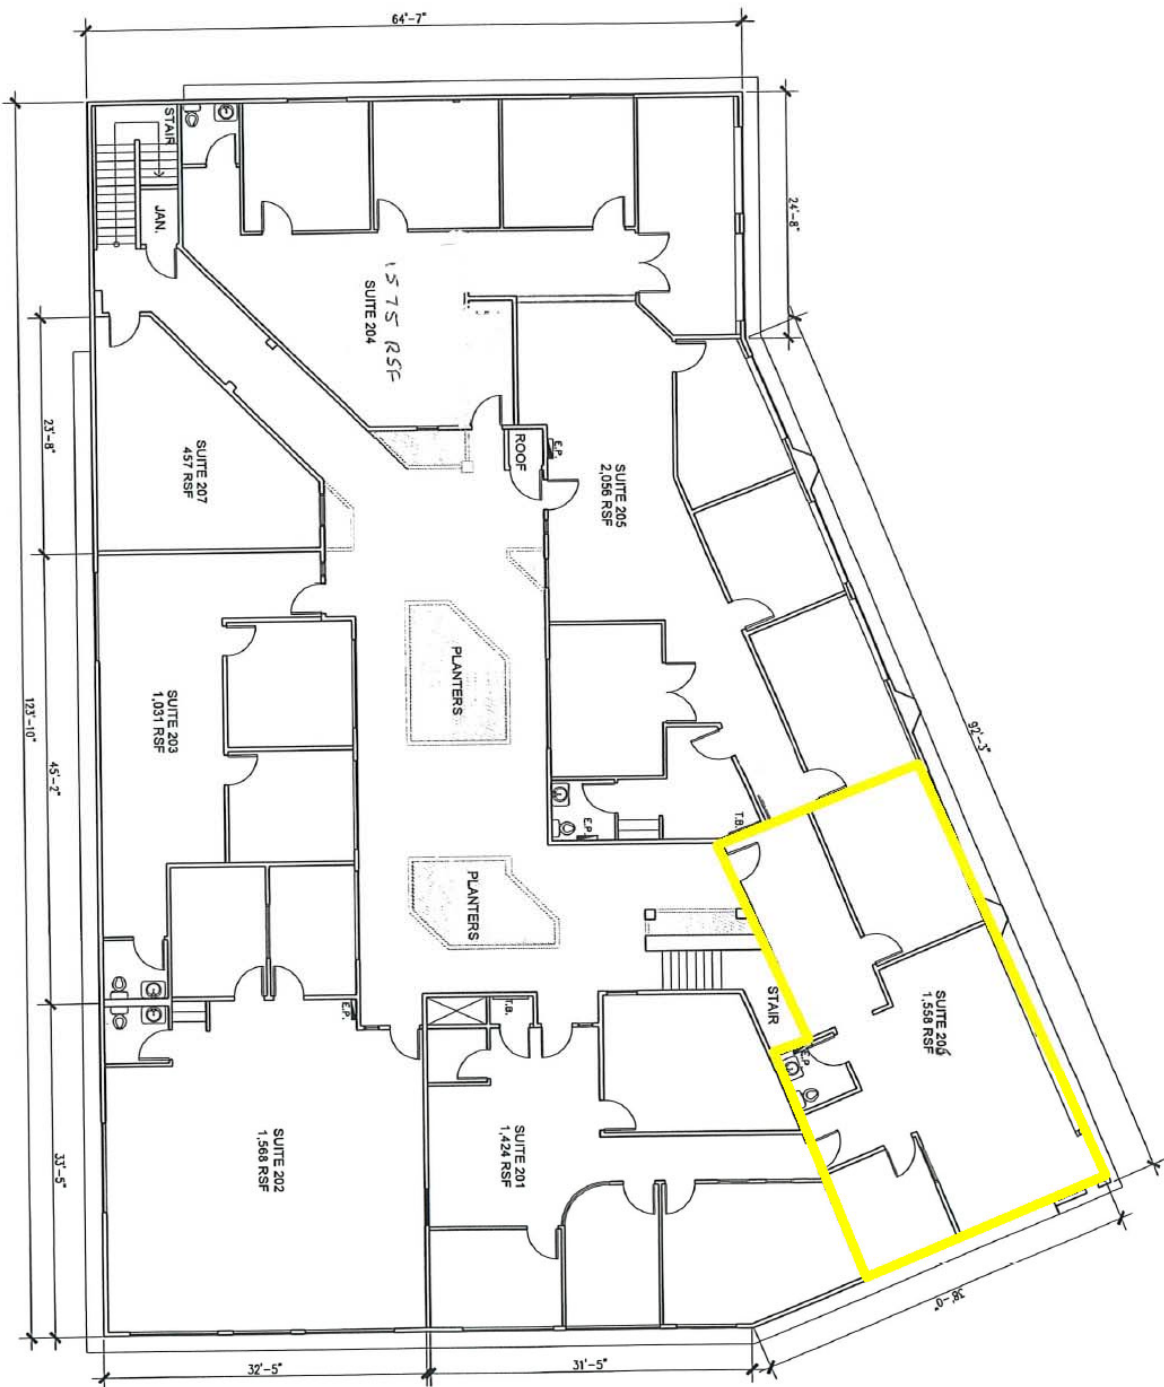 64'-7"
24'-8"
STAIR
JAN.
SUITE 204
1575 RSF
ROOF
E.P.
SUITE 205
2,056 RSF
23'-8"
SUITE 207
457 RSF
123'-10"
45'-2"
SUITE 203
1,031 RSF
PLANTERS
92'-3"
T.B.
E.P.
PLANTERS
STAIR
SUITE 206
1,558 RSF
E.P.
E.P.
T.B.
33'-5"
SUITE 202
1,568 RSF
SUITE 201
1,424 RSF
38'-0"
32'-5"
31'-5"